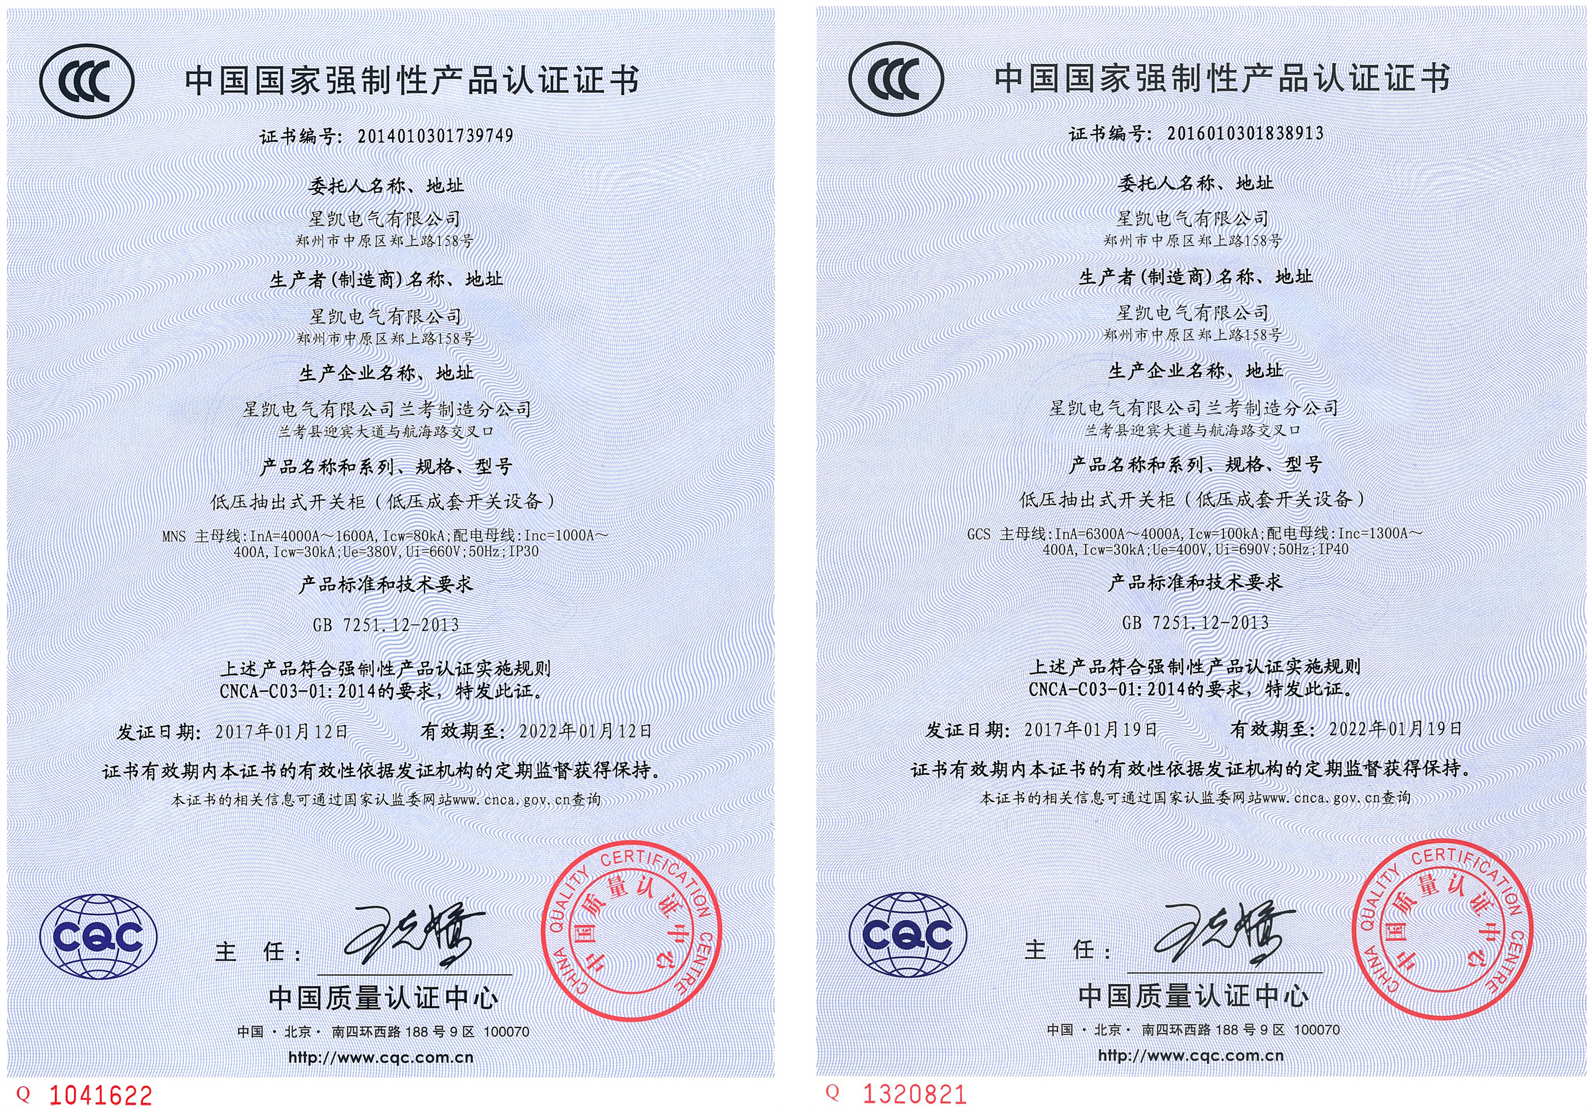 中国国家强制性产品认证证书
证书编号: 2014010301739749
委托人名称、地址
星凯电气有限公司
郑州市中原区郑上路158号
生产者(制造商)名称、地址
星凯电气有限公司
郑州市中原区郑上路158号
生产企业名称、地址
星凯电气有限公司兰考制造分公司
兰考县迎宾大道与航海路交叉口
产品名称和系列、规格、型号
低压抽出式开关柜(低压成套开关设备)
MNS 主母线:InA=4000A～1600A,Icw=80kA;配电母线:Inc=1000A～
400A,Icw=30kA;Ue=380V,Ui=660V;50Hz;IP30
产品标准和技术要求
GB 7251.12-2013
上述产品符合强制性产品认证实施规则
CNCA-C03-01:2014的要求, 特发此证。
发证日期: 2017年01月12日 有效期至: 2022年01月12日
证书有效期内本证书的有效性依据发证机构的定期监督获得保持。
本证书的相关信息可通过国家认监委网站www.cnca.gov.cn查询
CQC
主 任:
CHINA QUALITY CERTIFICATION CENTRE
中国质量认证中心
中国质量认证中心
中国 · 北京 · 南四环西路 188 号 9 区 100070
http://www.cqc.com.cn
Q 1041622
中国国家强制性产品认证证书
证书编号: 2016010301838913
委托人名称、地址
星凯电气有限公司
郑州市中原区郑上路158号
生产者(制造商)名称、地址
星凯电气有限公司
郑州市中原区郑上路158号
生产企业名称、地址
星凯电气有限公司兰考制造分公司
兰考县迎宾大道与航海路交叉口
产品名称和系列、规格、型号
低压抽出式开关柜(低压成套开关设备)
GCS 主母线:InA=6300A～4000A,Icw=100kA;配电母线:Inc=1300A～
400A,Icw=30kA;Ue=400V,Ui=690V;50Hz;IP40
产品标准和技术要求
GB 7251.12-2013
上述产品符合强制性产品认证实施规则
CNCA-C03-01:2014的要求, 特发此证。
发证日期: 2017年01月19日 有效期至: 2022年01月19日
证书有效期内本证书的有效性依据发证机构的定期监督获得保持。
本证书的相关信息可通过国家认监委网站www.cnca.gov.cn查询
CQC
主 任:
CHINA QUALITY CERTIFICATION CENTRE
中国质量认证中心
中国质量认证中心
中国 · 北京 · 南四环西路 188 号 9 区 100070
http://www.cqc.com.cn
Q 1320821